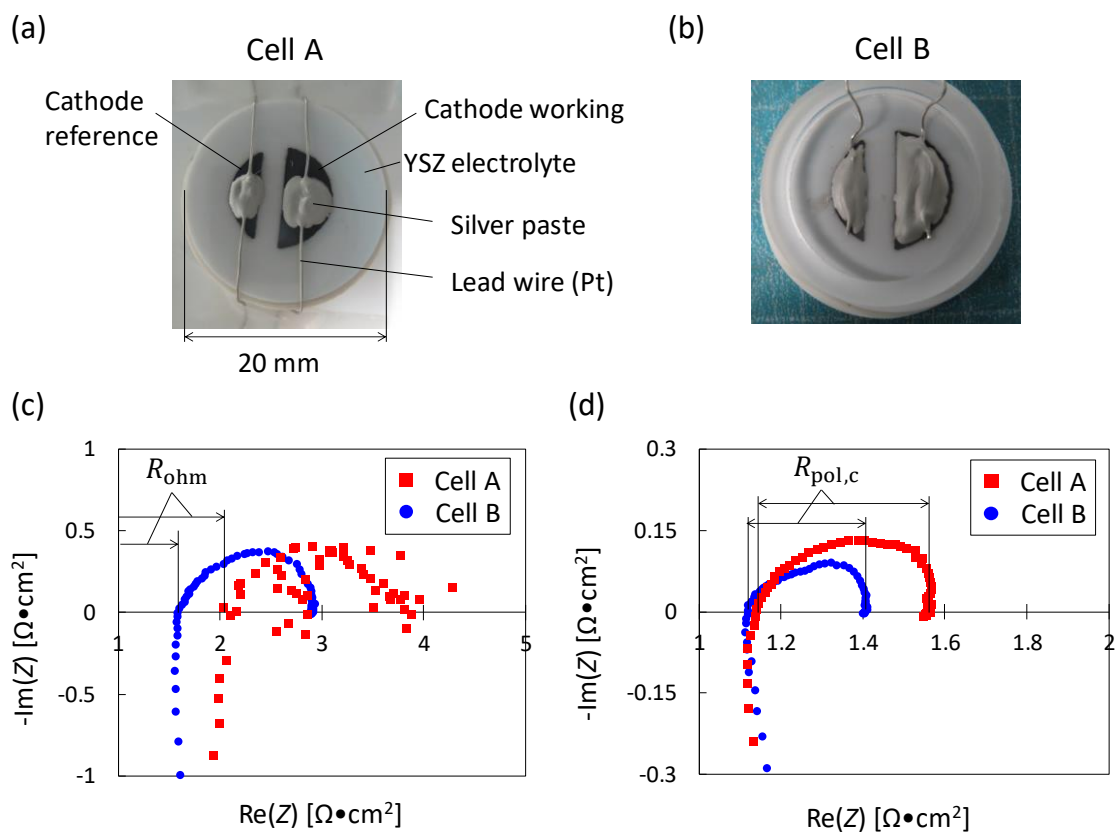 (a)
Cell A
Cathode
reference
Cathode working
YSZ electrolyte
Silver paste
Lead wire (Pt)
20 mm
(b)
Cell B
(c)
-Im(Z) [Ω•cm²]
1
0.5
0
-0.5
-1
R_ohm
Cell A
Cell B
1 2 3 4 5
Re(Z) [Ω•cm²]
(d)
-Im(Z) [Ω•cm²]
0.3
0.15
0
-0.15
-0.3
R_pol,c
Cell A
Cell B
1 1.2 1.4 1.6 1.8 2
Re(Z) [Ω•cm²]